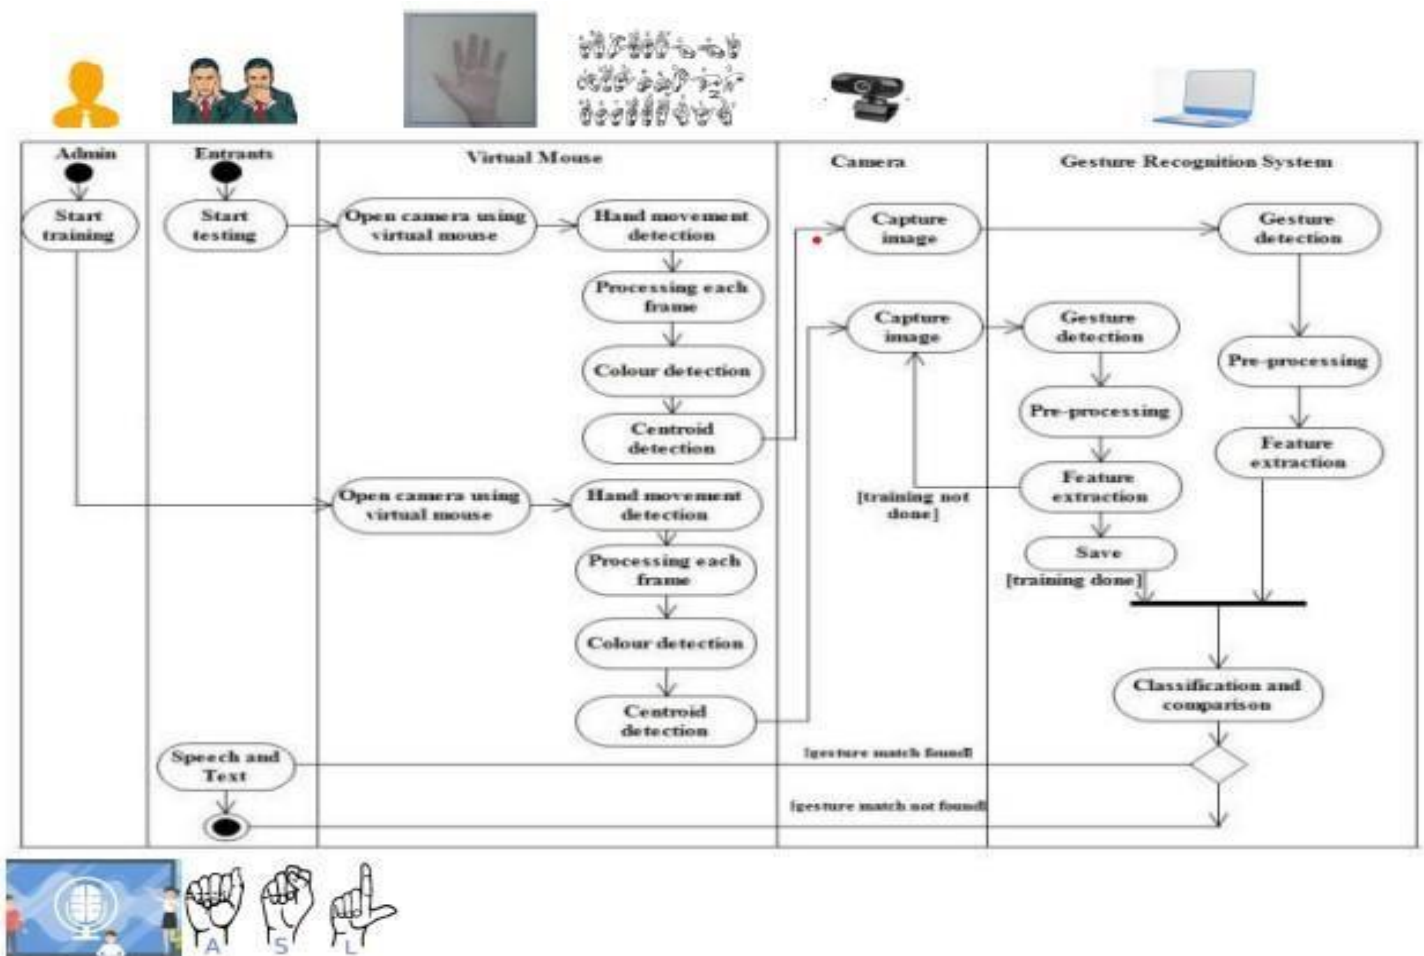 Admin
Entrants
Virtual Mouse
Camera
Gesture Recognition System
Start
training
Start
testing
Open camera using
virtual mouse
Hand movement
detection
Capture
image
Gesture
detection
Processing each
frame
Capture
image
Gesture
detection
Pre-processing
Colour detection
Pre-processing
Centroid
detection
Feature
extraction
Open camera using
virtual mouse
Hand movement
detection
[training not
done]
Feature
extraction
Save
[training done]
Processing each
frame
Colour detection
Centroid
detection
Classification and
comparison
Speech and
Text
[gesture match found]
[gesture match not found]
A S L